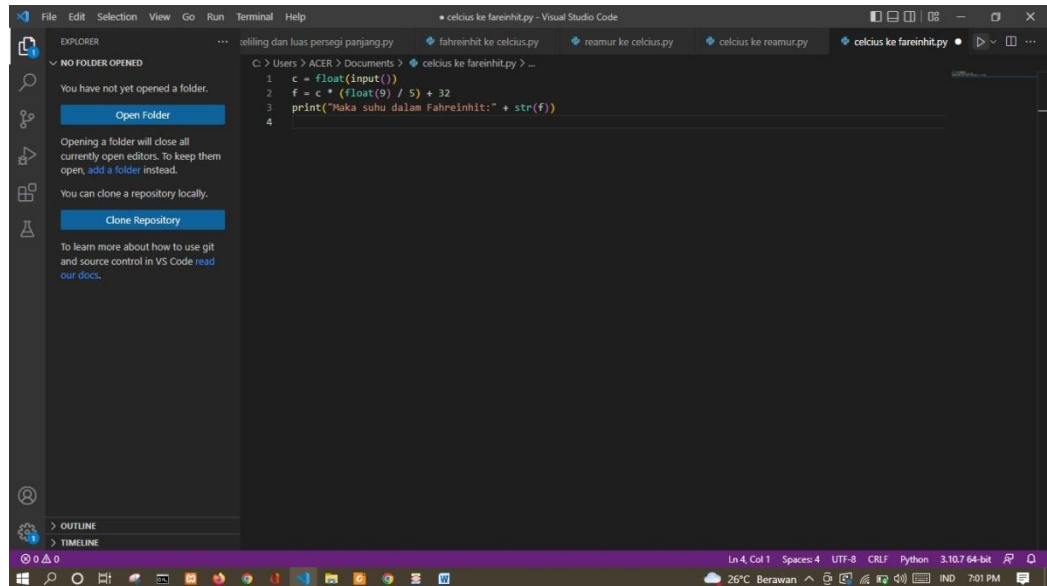 File Edit Selection View Go Run Terminal Help
● celcius ke fareinhit.py - Visual Studio Code
EXPLORER
eliling dan luas persegi panjang.py
fahreinhit ke celcius.py
reamur ke celcius.py
celcius ke reamur.py
celcius ke fareinhit.py ●
NO FOLDER OPENED
You have not yet opened a folder.
Open Folder
Opening a folder will close all
currently open editors. To keep them
open, add a folder instead.
You can clone a repository locally.
Clone Repository
To learn more about how to use git
and source control in VS Code read
our docs.
C: > Users > ACER > Documents > celcius ke fareinhit.py > ...
1 c = float(input())
2 f = c * (float(9) / 5) + 32
3 print("Maka suhu dalam Fahreinhit:" + str(f))
4
OUTLINE
TIMELINE
0 0
Ln 4, Col 1 Spaces: 4 UTF-8 CRLF Python 3.10.7 64-bit
26°C Berawan IND 7:01 PM